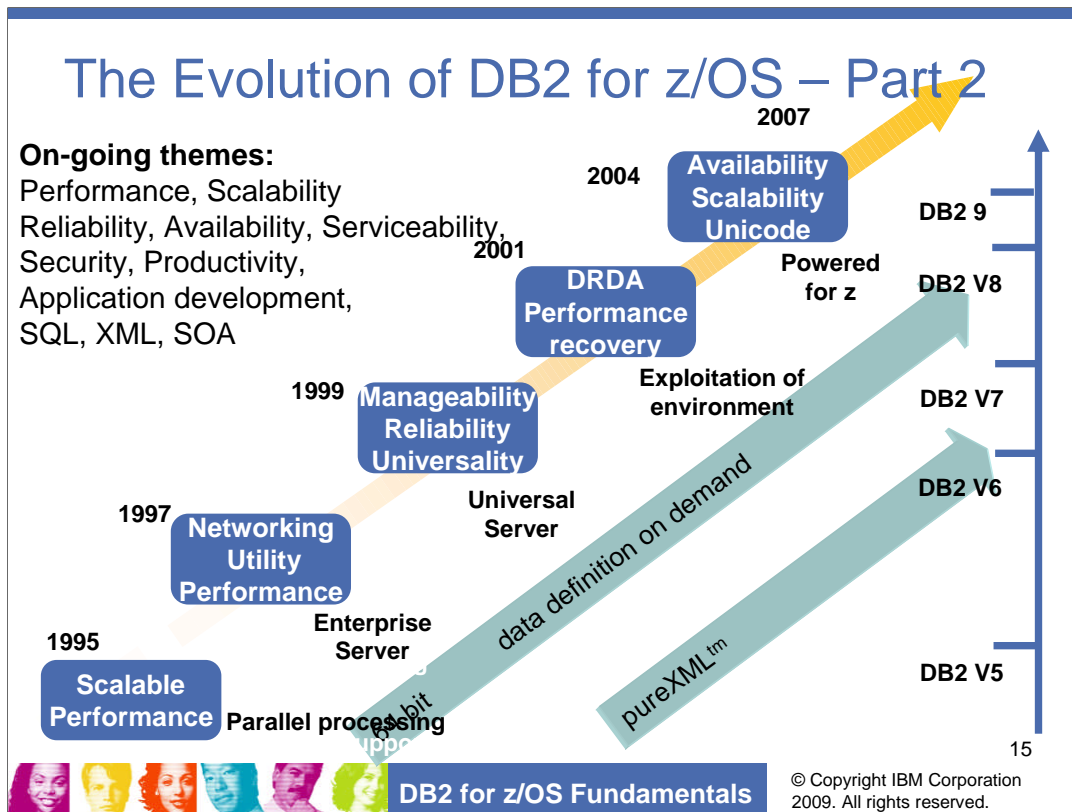 The Evolution of DB2 for z/OS – Part 2
On-going themes:
Performance, Scalability
Reliability, Availability, Serviceability,
Security, Productivity,
Application development,
SQL, XML, SOA
2007
2004
Availability
Scalability
Unicode
Powered
for z
2001
DRDA
Performance
recovery
Exploitation of
environment
1999
Manageability
Reliability
Universality
Universal
Server
1997
Networking
Utility
Performance
Enterprise
Server
1995
Scalable
Performance
Parallel processing
64 bit
data definition on demand
pureXML™
DB2 9
DB2 V8
DB2 V7
DB2 V6
DB2 V5
15
DB2 for z/OS Fundamentals
© Copyright IBM Corporation
2009. All rights reserved.